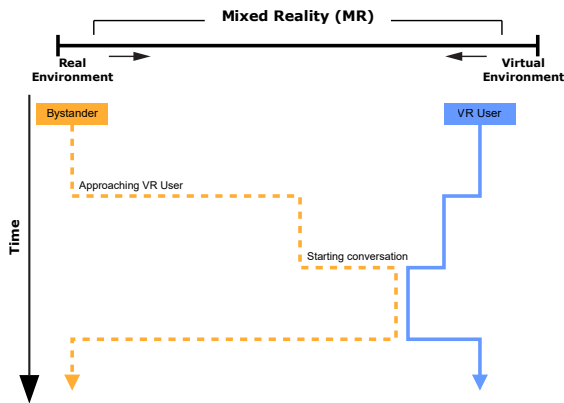 Mixed Reality (MR)
Real
Environment
Virtual
Environment
Bystander
VR User
Approaching VR User
Starting conversation
Time